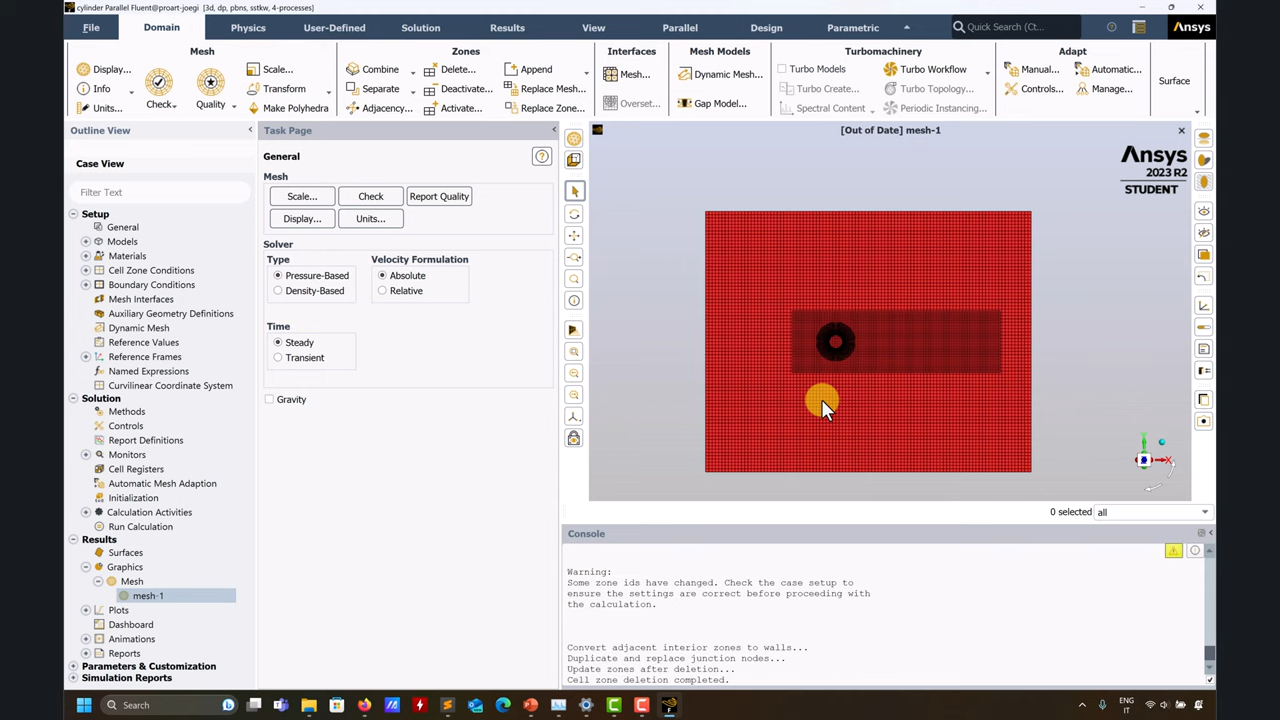 cylinder Parallel Fluent@proart-joegi [3d, dp, pbns, sstkw, 4-processes]
File
Domain
Physics
User-Defined
Solution
Results
View
Parallel
Design
Parametric
Quick Search (Ct...
Ansys
Mesh
Zones
Interfaces
Mesh Models
Turbomachinery
Adapt
Surface
Display...
Info
Units...
Check
Quality
Scale...
Transform
Make Polyhedra
Combine
Separate
Adjacency...
Delete...
Deactivate...
Activate...
Append
Replace Mesh...
Replace Zone...
Mesh...
Overset...
Dynamic Mesh...
Gap Model...
Turbo Models
Turbo Create...
Spectral Content
Turbo Workflow
Turbo Topology...
Periodic Instancing...
Manual...
Controls...
Automatic...
Manage...
Outline View
Case View
Filter Text
Setup
General
Models
Materials
Cell Zone Conditions
Boundary Conditions
Mesh Interfaces
Auxiliary Geometry Definitions
Dynamic Mesh
Reference Values
Reference Frames
Named Expressions
Curvilinear Coordinate System
Solution
Methods
Controls
Report Definitions
Monitors
Cell Registers
Automatic Mesh Adaption
Initialization
Calculation Activities
Run Calculation
Results
Surfaces
Graphics
Mesh
mesh-1
Plots
Dashboard
Animations
Reports
Parameters & Customization
Simulation Reports
Task Page
General
Mesh
Scale...
Check
Report Quality
Display...
Units...
Solver
Type
Pressure-Based
Density-Based
Velocity Formulation
Absolute
Relative
Time
Steady
Transient
Gravity
[Out of Date] mesh-1
Ansys
2023 R2
STUDENT
0 selected
all
Console
Warning:
Some zone ids have changed. Check the case setup to
ensure the settings are correct before proceeding with
the calculation.
Convert adjacent interior zones to walls...
Duplicate and replace junction nodes...
Update zones after deletion...
Cell zone deletion completed.
Search
ENG
IT